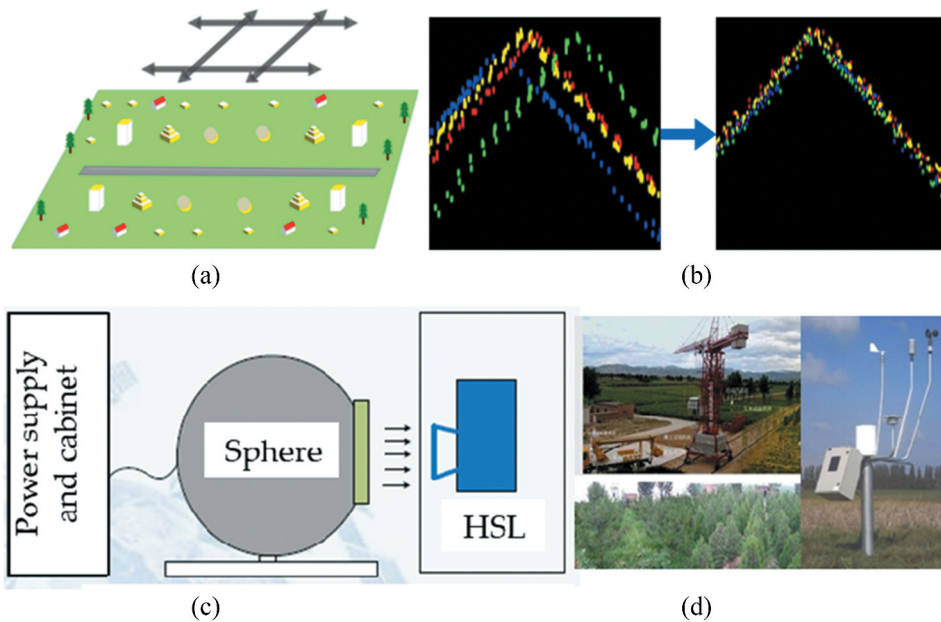 (a)
(b)
Power supply
and cabinet
Sphere
HSL
(c)
(d)